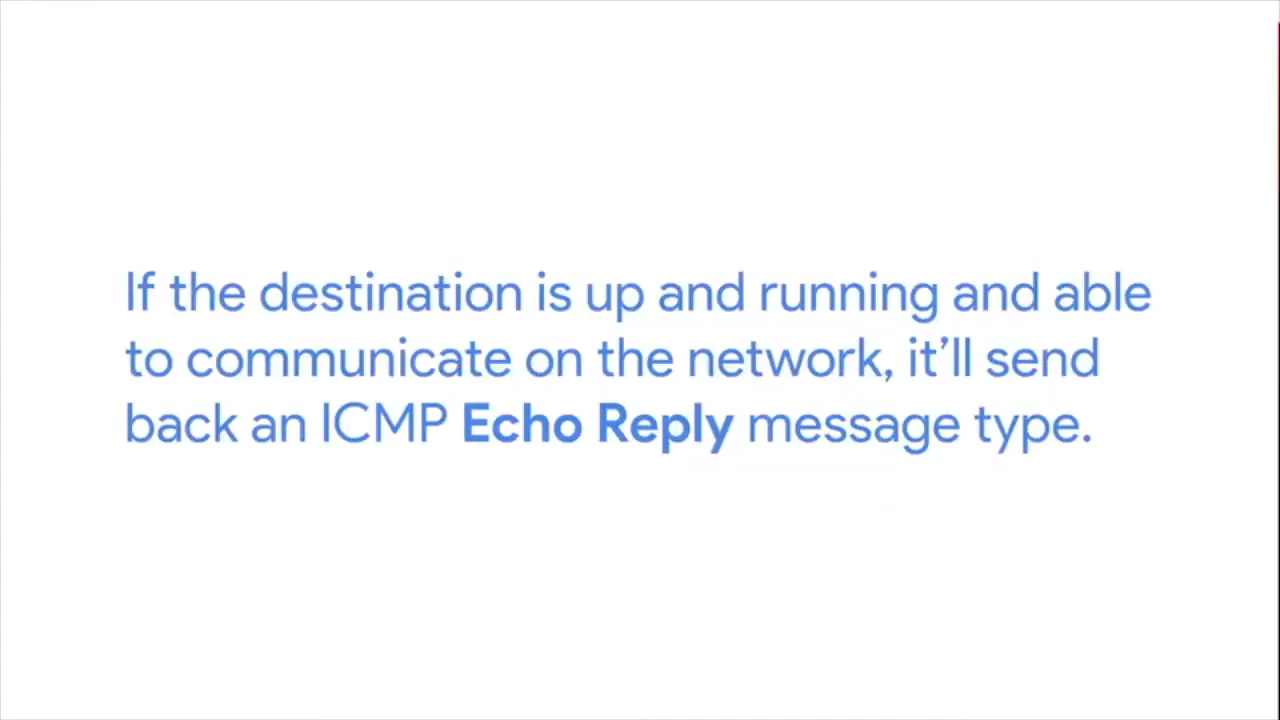 If the destination is up and running and able
to communicate on the network, it’ll send
back an ICMP Echo Reply message type.